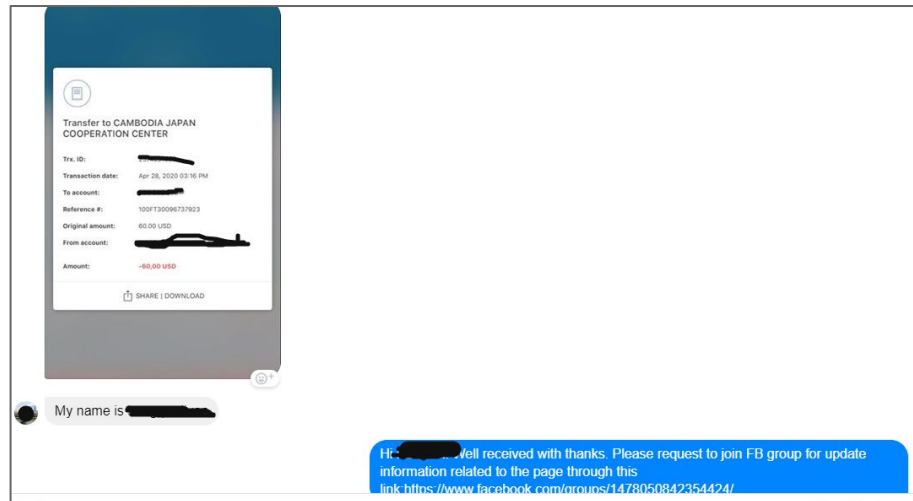 Transfer to CAMBODIA JAPAN
COOPERATION CENTER
Trx. ID:
Transaction date: Apr 28, 2020 03:16 PM
To account:
Reference #: 100FT30096737923
Original amount: 60.00 USD
From account:
Amount: -60.00 USD
SHARE | DOWNLOAD
My name is
Hi Well received with thanks. Please request to join FB group for update
information related to the page through this
link:https://www.facebook.com/groups/1478050842354424/